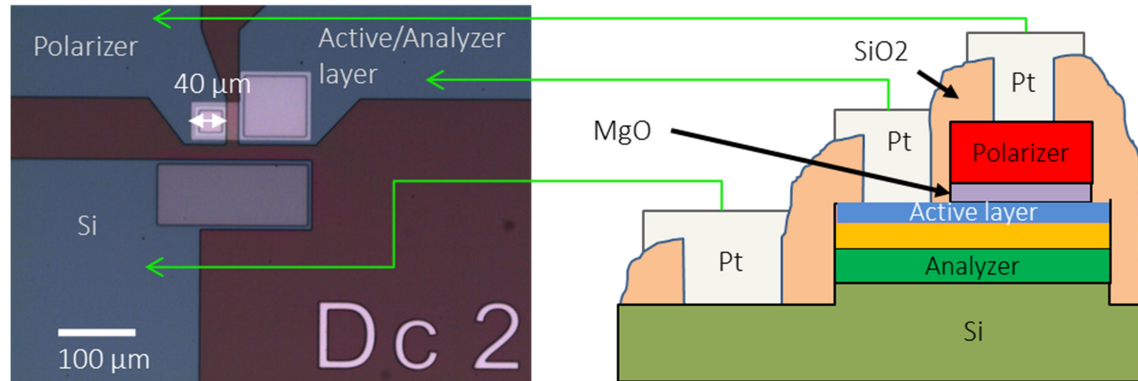 Polarizer
Active/Analyzer
layer
40 μm
Si
100 μm
Dc 2
SiO2
Pt
MgO
Pt
Polarizer
Active layer
Pt
Analyzer
Si